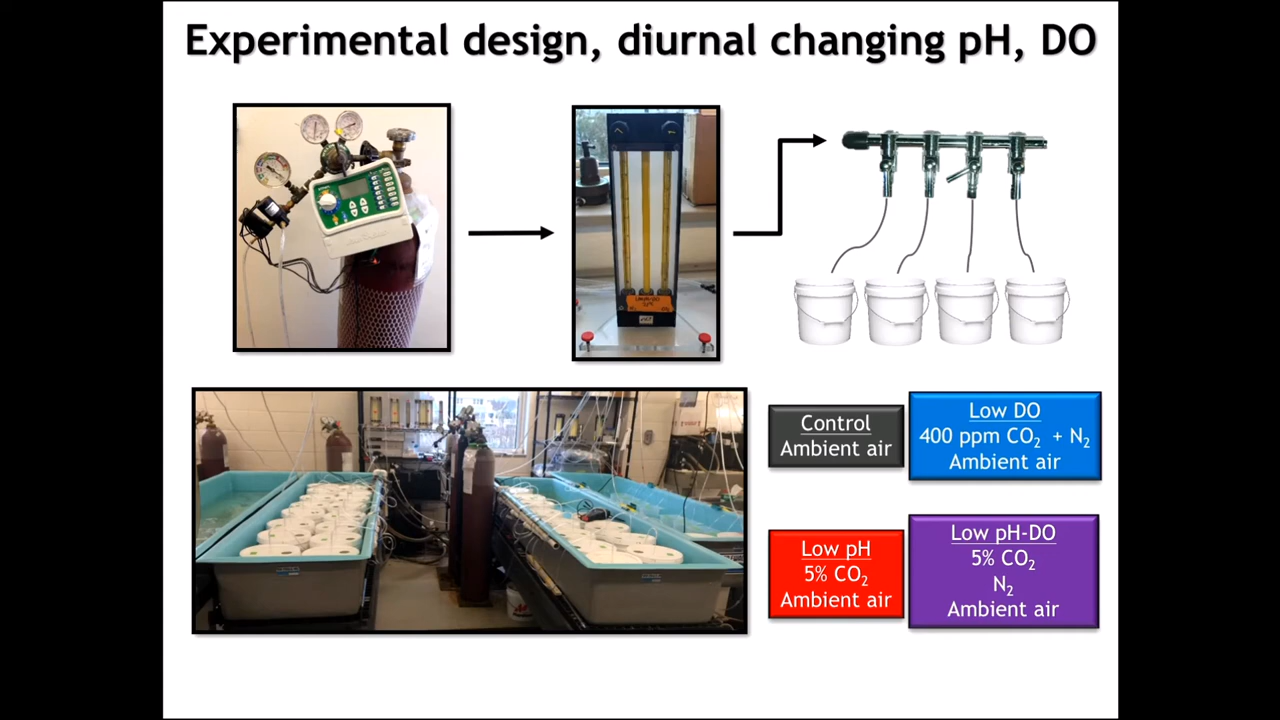 Experimental design, diurnal changing pH, DO
Control
Ambient air
Low DO
400 ppm CO₂ + N₂
Ambient air
Low pH
5% CO₂
Ambient air
Low pH-DO
5% CO₂
N₂
Ambient air